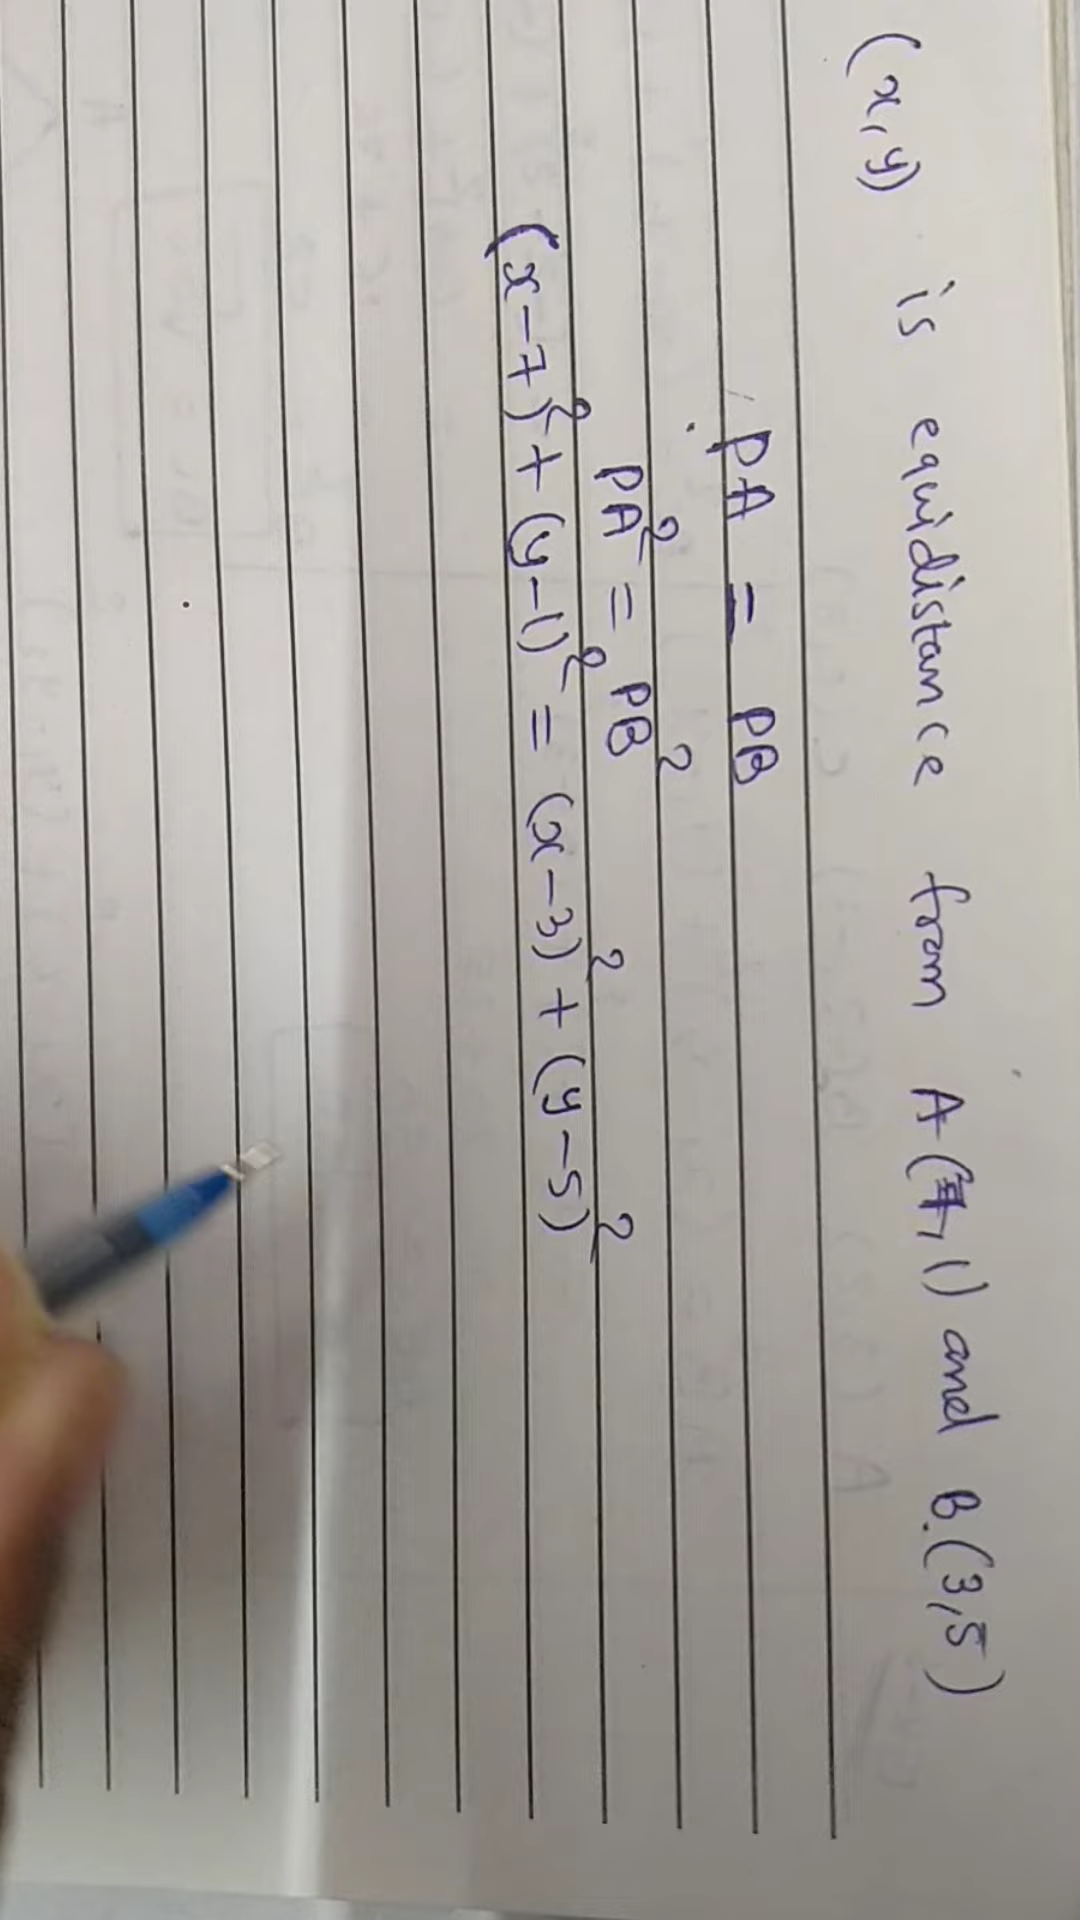 (x,y) is equidistance from A(7,1) and B.(3,5)
PA = PB
PA² = PB²
(x-7)² + (y-1)² = (x-3)² + (y-5)²